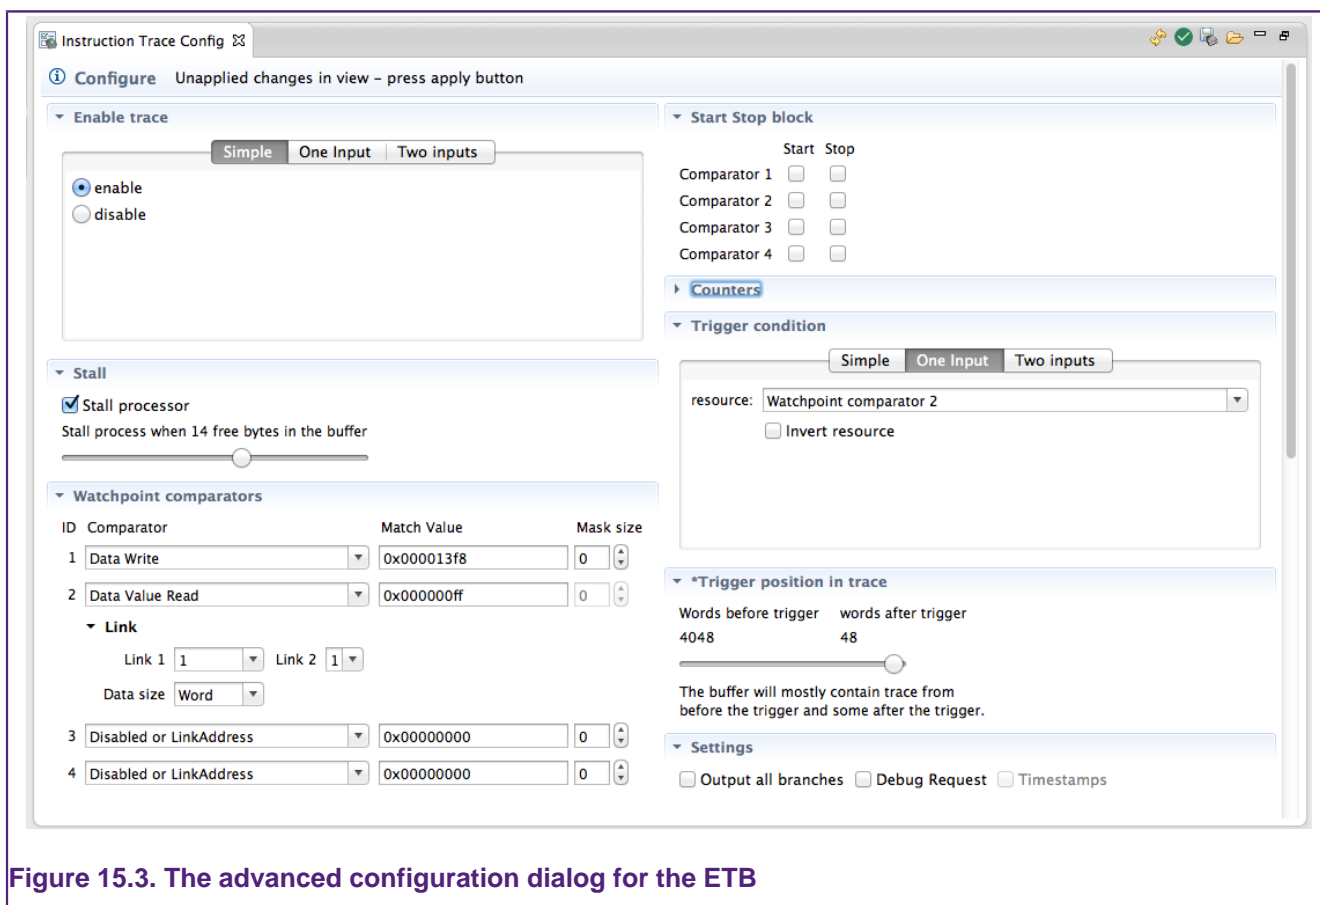 Instruction Trace Config
Configure Unapplied changes in view – press apply button
Enable trace
Simple One Input Two inputs
enable
disable
Stall
Stall processor
Stall process when 14 free bytes in the buffer
Watchpoint comparators
ID Comparator Match Value Mask size
1 Data Write 0x000013f8 0
2 Data Value Read 0x000000ff 0
Link
Link 1 1 Link 2 1
Data size Word
3 Disabled or LinkAddress 0x00000000 0
4 Disabled or LinkAddress 0x00000000 0
Start Stop block
Start Stop
Comparator 1
Comparator 2
Comparator 3
Comparator 4
Counters
Trigger condition
Simple One Input Two inputs
resource: Watchpoint comparator 2
Invert resource
*Trigger position in trace
Words before trigger words after trigger
4048 48
The buffer will mostly contain trace from
before the trigger and some after the trigger.
Settings
Output all branches Debug Request Timestamps
Figure 15.3. The advanced configuration dialog for the ETB